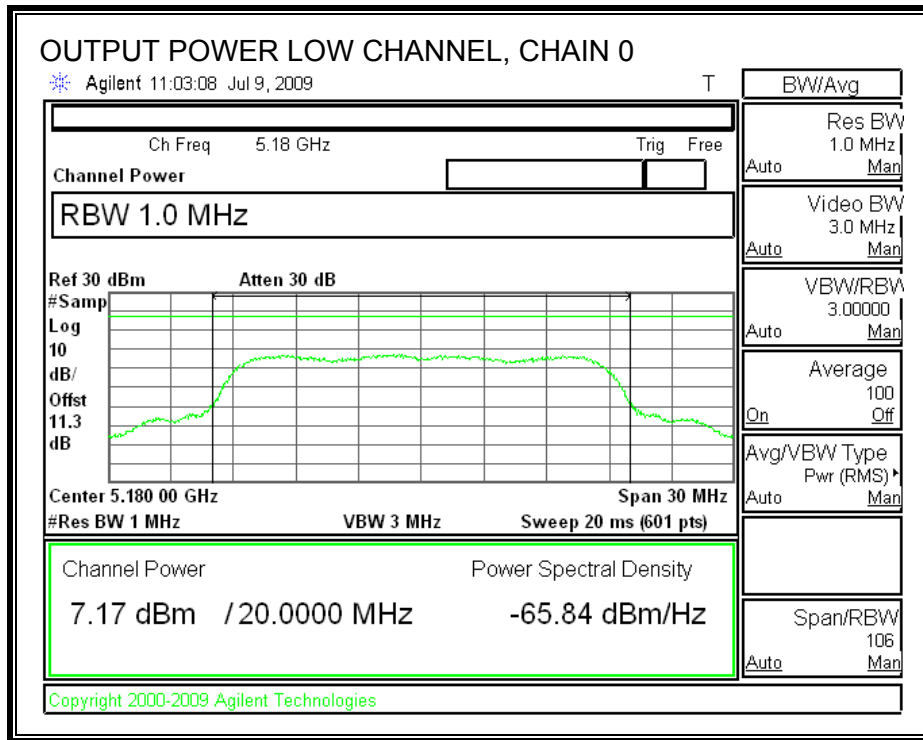 OUTPUT POWER LOW CHANNEL, CHAIN 0
Agilent 11:03:08 Jul 9, 2009 T
Ch Freq 5.18 GHz Trig Free
Channel Power
RBW 1.0 MHz
Ref 30 dBm Atten 30 dB
#Samp
Log
10
dB/
Offst
11.3
dB
Center 5.180 00 GHz Span 30 MHz
#Res BW 1 MHz VBW 3 MHz Sweep 20 ms (601 pts)
Channel Power Power Spectral Density
7.17 dBm /20.0000 MHz -65.84 dBm/Hz
Copyright 2000-2009 Agilent Technologies
BW/Avg
Res BW
1.0 MHz
Auto Man
Video BW
3.0 MHz
Auto Man
VBW/RBW
3.00000
Auto Man
Average
100
On Off
Avg/VBW Type
Pwr (RMS)
Auto Man
Span/RBW
106
Auto Man